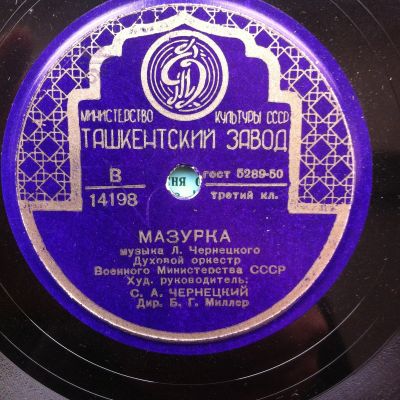 МИНИСТЕРСТВО КУЛЬТУРЫ СССР
ТАШКЕНТСКИЙ ЗАВОД
В гост 5289-50
14198 третий кл.
ня
МАЗУРКА
музыка Л. Чернецкого
Духовой оркестр
Военного Министерства СССР
Худ. руководитель:
С. А. ЧЕРНЕЦКИЙ
Дир. Б. Г. Миллер